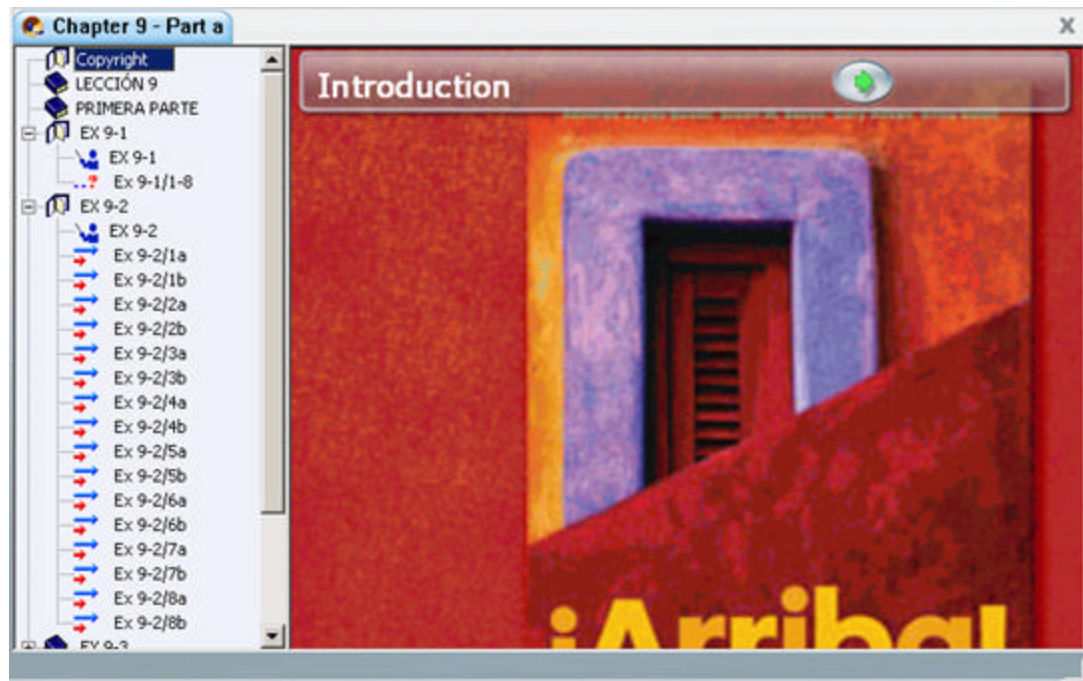 Chapter 9 - Part a
X
Copyright
LECCIÓN 9
PRIMERA PARTE
EX 9-1
EX 9-1
Ex 9-1/1-8
EX 9-2
EX 9-2
Ex 9-2/1a
Ex 9-2/1b
Ex 9-2/2a
Ex 9-2/2b
Ex 9-2/3a
Ex 9-2/3b
Ex 9-2/4a
Ex 9-2/4b
Ex 9-2/5a
Ex 9-2/5b
Ex 9-2/6a
Ex 9-2/6b
Ex 9-2/7a
Ex 9-2/7b
Ex 9-2/8a
Ex 9-2/8b
EX 9-3
Introduction
¡Arriba!